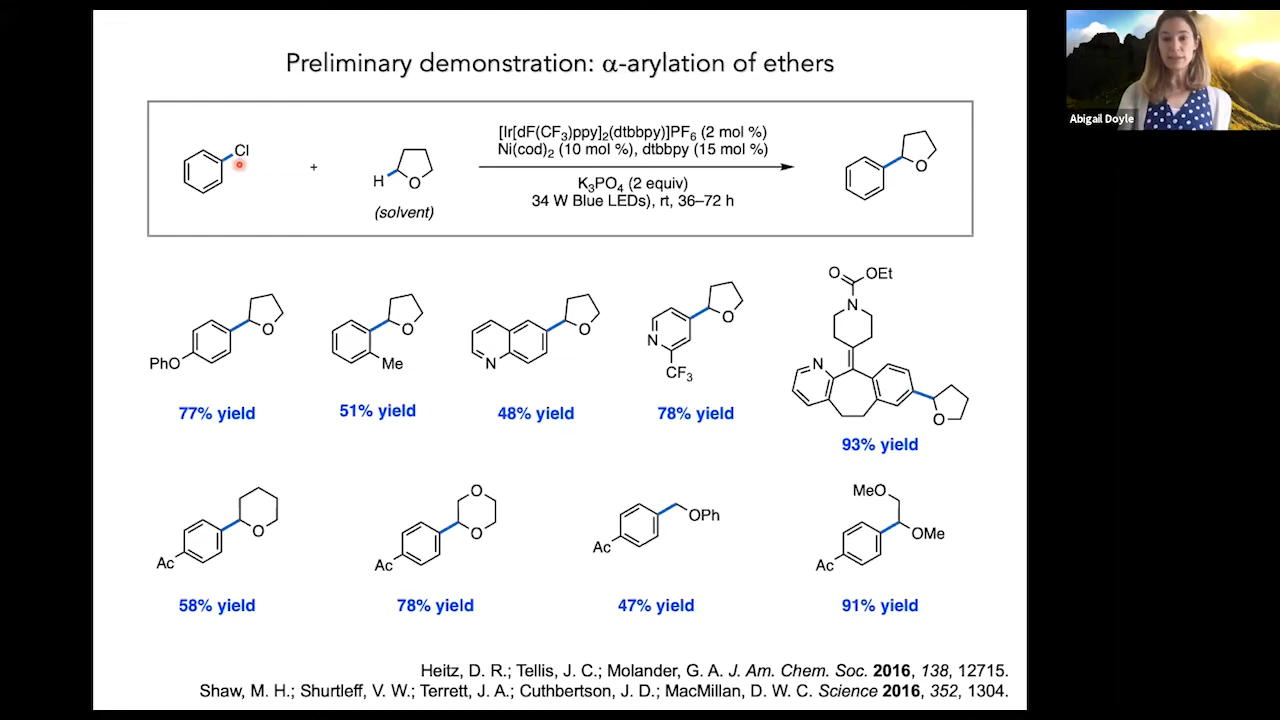 Preliminary demonstration: α-arylation of ethers
Abigail Doyle
Cl
+
H
O
(solvent)
[Ir[dF(CF3)ppy]2(dtbbpy)]PF6 (2 mol %)
Ni(cod)2 (10 mol %), dtbbpy (15 mol %)
K3PO4 (2 equiv)
34 W Blue LEDs), rt, 36–72 h
O
PhO
O
77% yield
O
Me
51% yield
N
O
48% yield
N
O
CF3
78% yield
O
OEt
N
N
O
93% yield
Ac
O
58% yield
Ac
O
O
78% yield
Ac
OPh
47% yield
MeO
OMe
Ac
91% yield
Heitz, D. R.; Tellis, J. C.; Molander, G. A. J. Am. Chem. Soc. 2016, 138, 12715.
Shaw, M. H.; Shurtleff, V. W.; Terrett, J. A.; Cuthbertson, J. D.; MacMillan, D. W. C. Science 2016, 352, 1304.